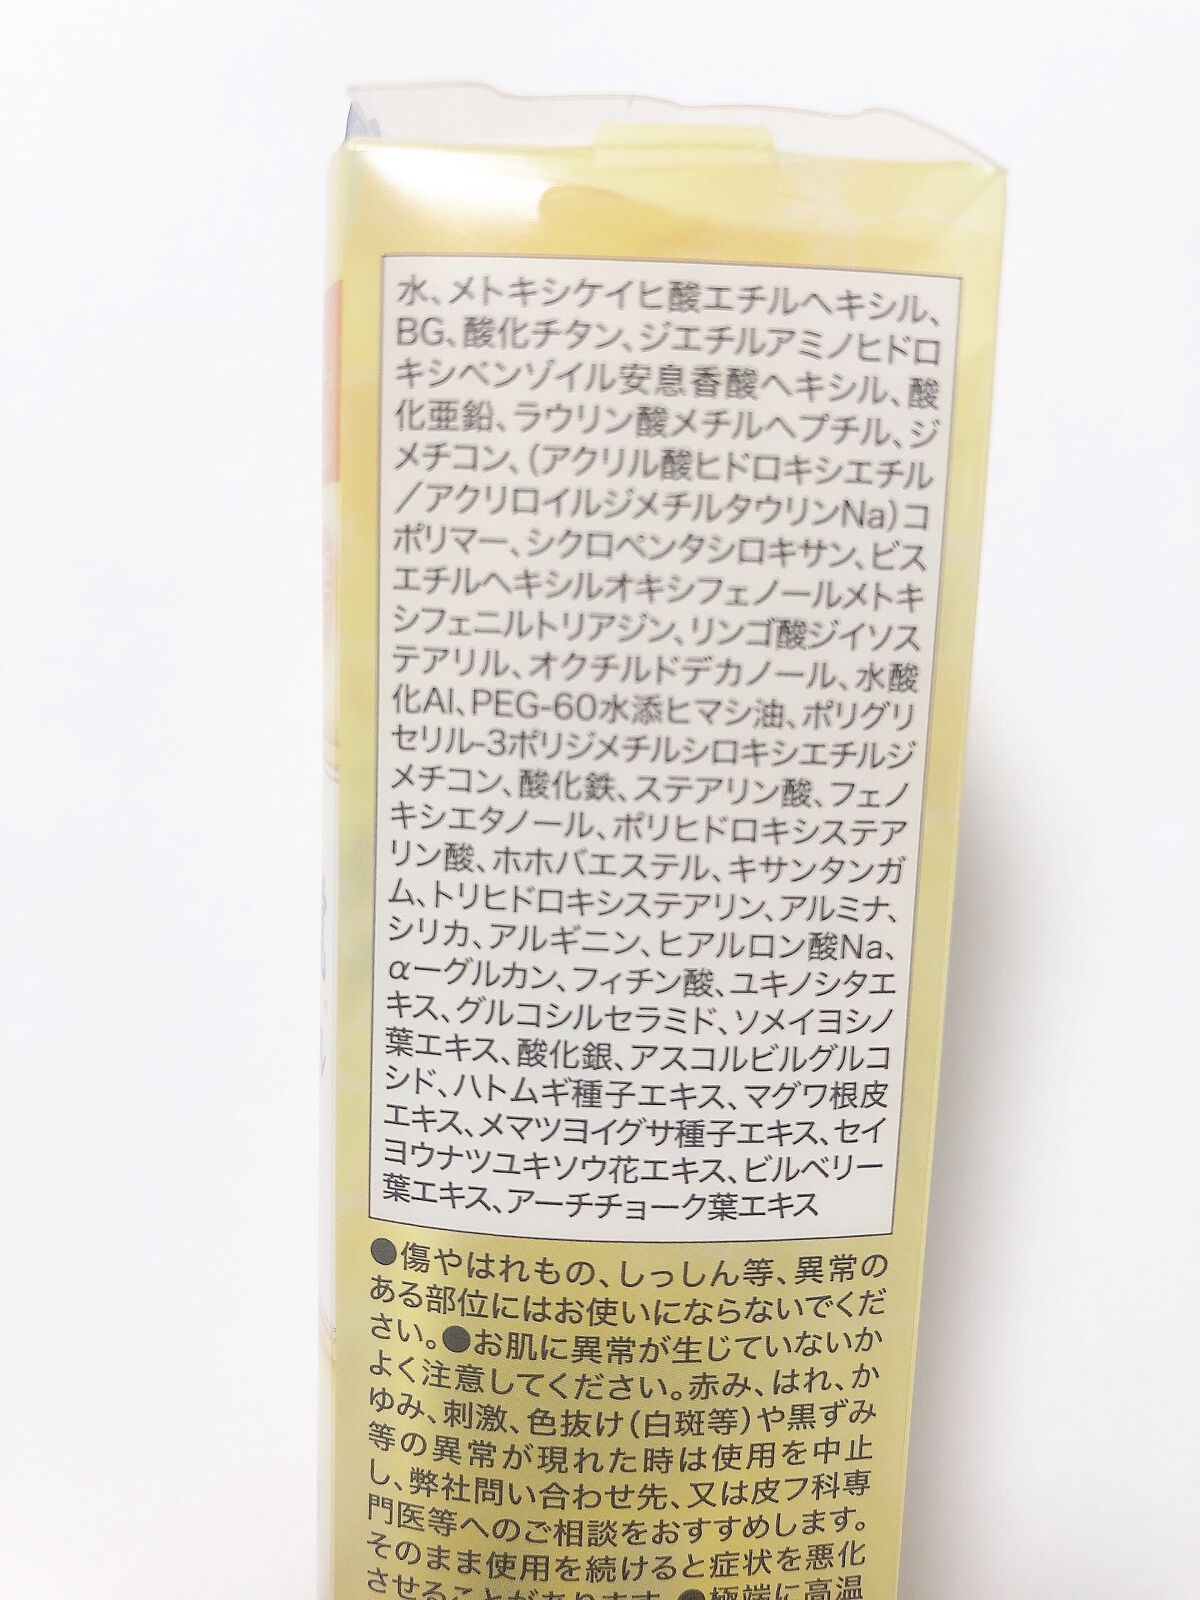 水、メトキシケイヒ酸エチルヘキシル、
BG、酸化チタン、ジエチルアミノヒドロ
キシベンゾイル安息香酸ヘキシル、酸
化亜鉛、ラウリン酸メチルヘプチル、ジ
メチコン、(アクリル酸ヒドロキシエチル
/アクリロイルジメチルタウリンNa)コ
ポリマー、シクロペンタシロキサン、ビス
エチルヘキシルオキシフェノールメトキ
シフェニルトリアジン、リンゴ酸ジイソス
テアリル、オクチルドデカノール、水酸
化Al、PEG-60水添ヒマシ油、ポリグリ
セリル-3ポリジメチルシロキシエチルジ
メチコン、酸化鉄、ステアリン酸、フェノ
キシエタノール、ポリヒドロキシステア
リン酸、ホホバエステル、キサンタンガ
ム、トリヒドロキシステアリン、アルミナ、
シリカ、アルギニン、ヒアルロン酸Na、
αーグルカン、フィチン酸、ユキノシタエ
キス、グルコシルセラミド、ソメイヨシノ
葉エキス、酸化銀、アスコルビルグルコ
シド、ハトムギ種子エキス、マグワ根皮
エキス、メマツヨイグサ種子エキス、セイ
ヨウナツユキソウ花エキス、ビルベリー
葉エキス、アーチチョーク葉エキス
●傷やはれもの、しっしん等、異常の
ある部位にはお使いにならないでくだ
さい。●お肌に異常が生じていないか
よく注意してください。赤み、はれ、か
ゆみ、刺激、色抜け(白斑等)や黒ずみ
等の異常が現れた時は使用を中止
し、弊社問い合わせ先、又は皮フ科専
門医等へのご相談をおすすめします。
そのまま使用を続けると症状を悪化
させることがあります。●極端に高温